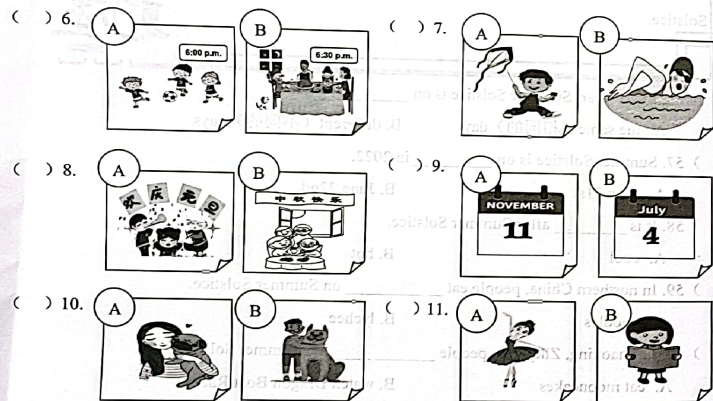 ( ) 6. A 6:00 p.m. B 6:30 p.m. ( ) 7. A B
( ) 8. A 欢庆元旦 B 中秋快乐 ( ) 9. A NOVEMBER 11 B July 4
( ) 10. A B ( ) 11. A B